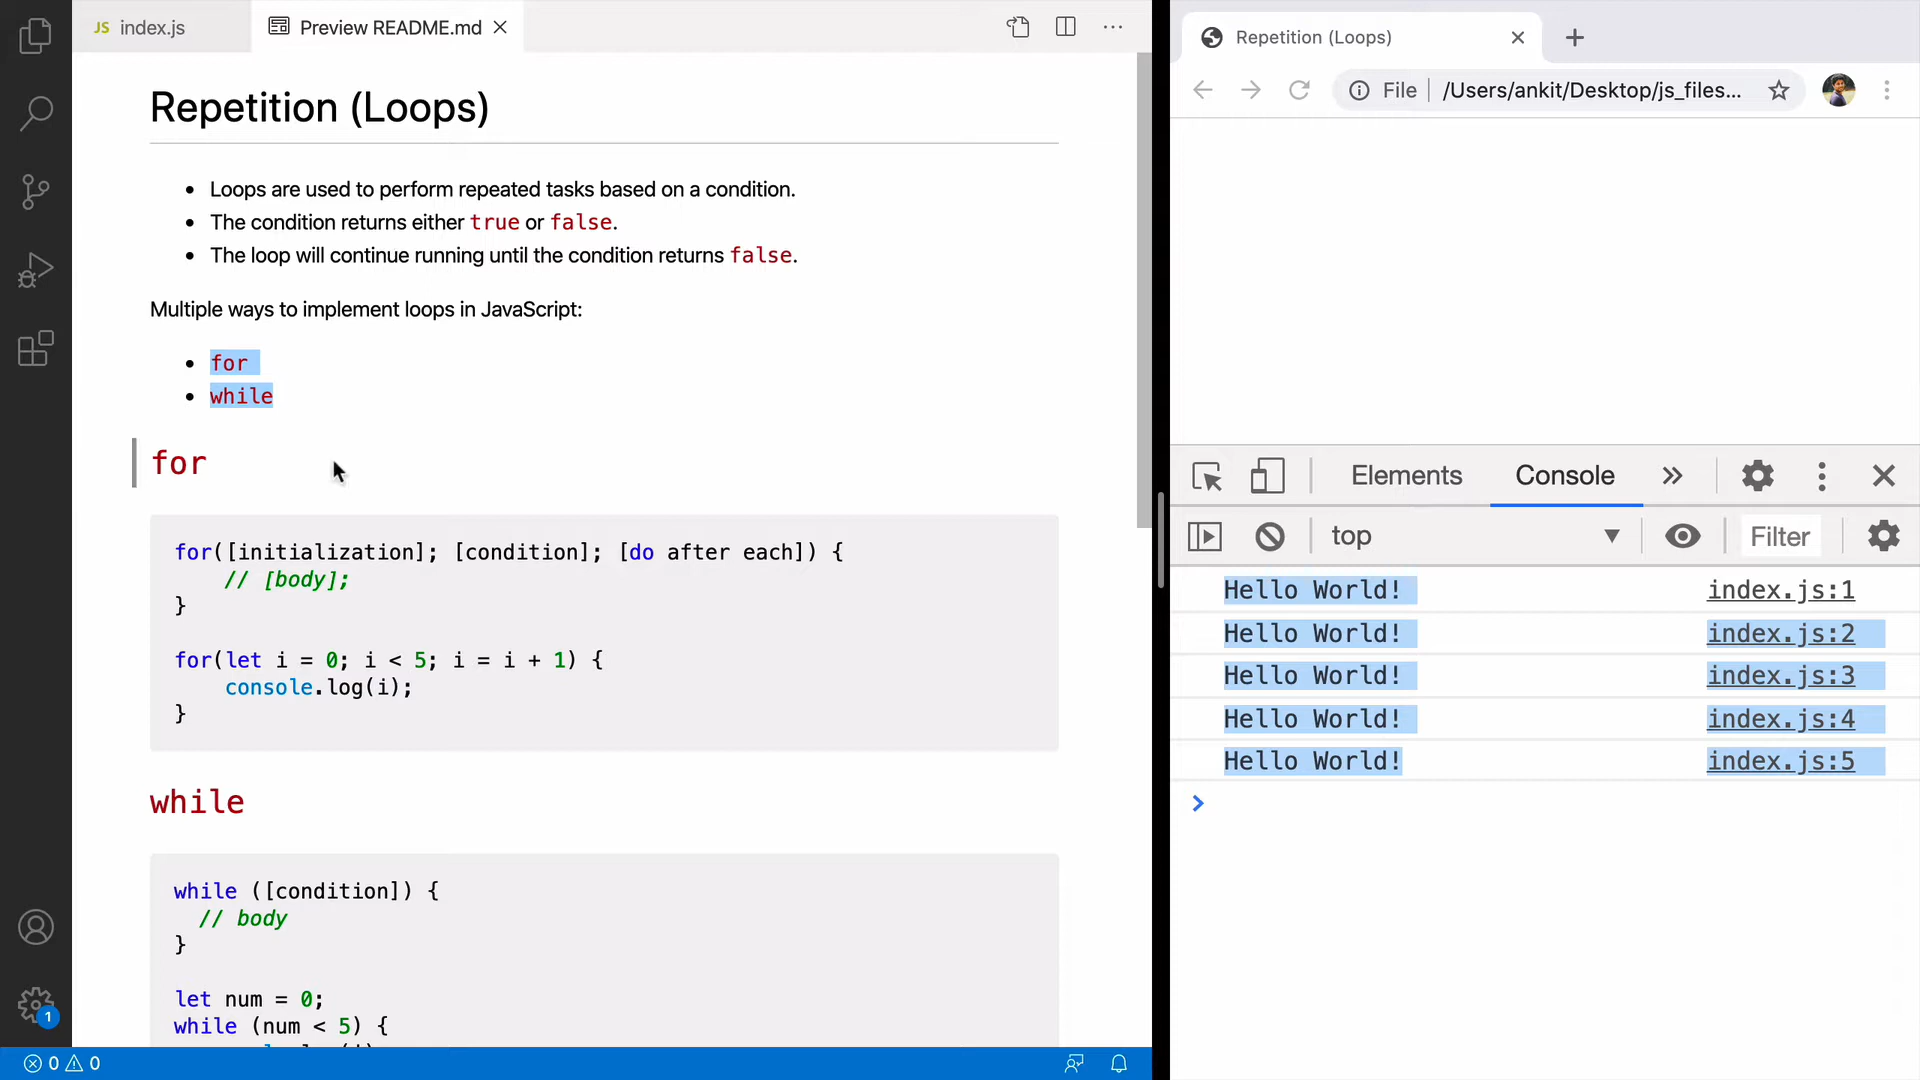 JS index.js
Preview README.md
Repetition (Loops)
Loops are used to perform repeated tasks based on a condition.
The condition returns either true or false.
The loop will continue running until the condition returns false.
Multiple ways to implement loops in JavaScript:
for
while
for
for([initialization]; [condition]; [do after each]) {
// [body];
}
for(let i = 0; i < 5; i = i + 1) {
console.log(i);
}
while
while ([condition]) {
// body
}
let num = 0;
while (num < 5) {
1
0 0
Repetition (Loops)
File /Users/ankit/Desktop/js_files...
Elements Console
top Filter
Hello World! index.js:1
Hello World! index.js:2
Hello World! index.js:3
Hello World! index.js:4
Hello World! index.js:5